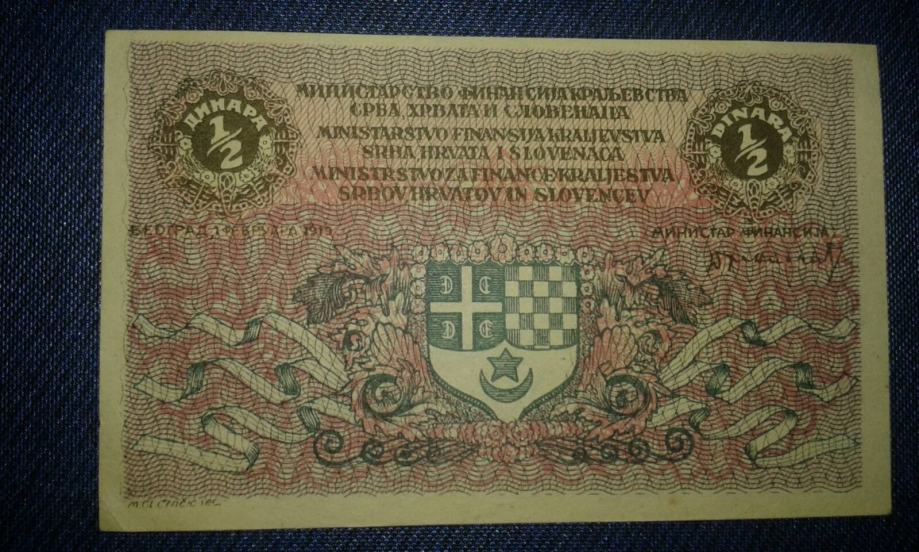 ДИНАРА
1/2
МИНИСТАРСТВО ФИНАНСИЈА КРАЉЕВСТВА
СРБА, ХРВАТА И СЛОВЕНАЦА
MINISTARSTVO FINANSIJA KRALJEVSTVA
SRBA, HRVATA I SLOVENACA
MINISTRSTVO ZA FINANCE KRALJESTVA
SRBOV, HRVATOV IN SLOVENCEV
DINARA
1/2
БЕОГРАД, 1 ФЕБРУАРА 1919
МИНИСТАР ФИНАНСИЈА